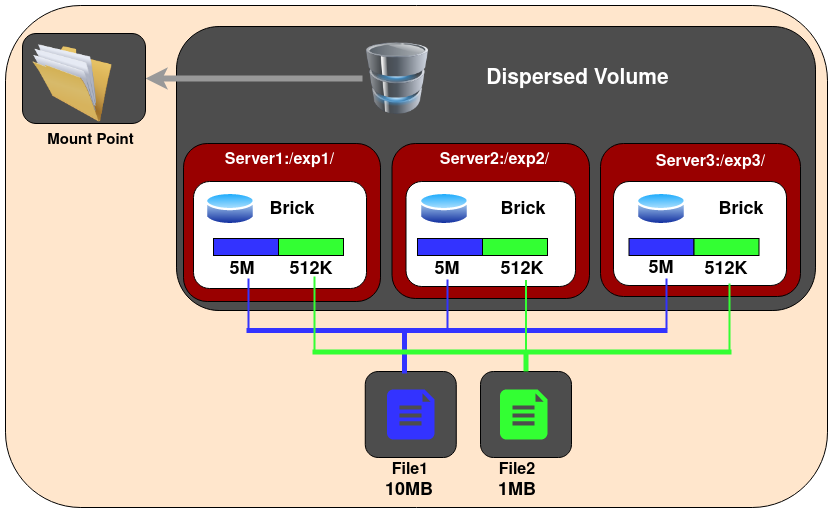 Dispersed Volume
Mount Point
Server1:/exp1/
Server2:/exp2/
Server3:/exp3/
Brick
Brick
Brick
5M
512K
5M
512K
5M
512K
File1
10MB
File2
1MB